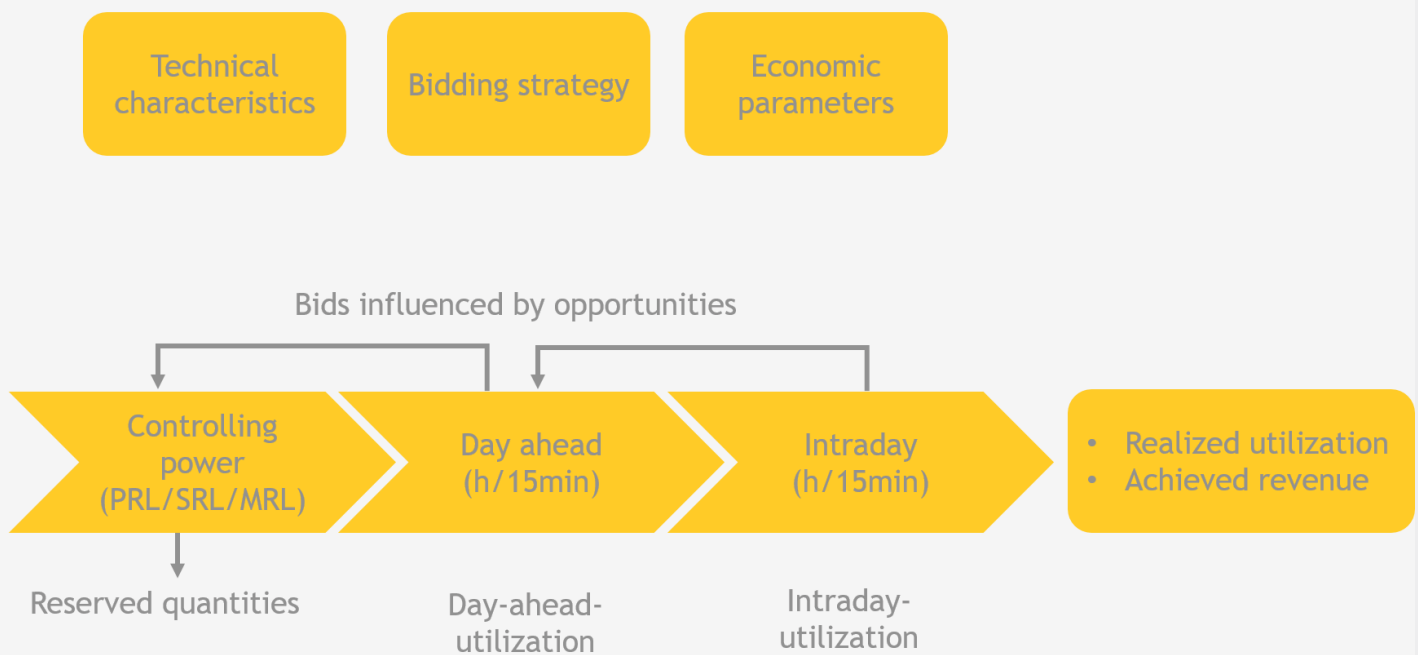 Technical
characteristics
Bidding strategy
Economic
parameters
Bids influenced by opportunities
Controlling
power
(PRL/SRL/MRL)
Day ahead
(h/15min)
Intraday
(h/15min)
• Realized utilization
• Achieved revenue
Reserved quantities
Day-ahead-
utilization
Intraday-
utilization